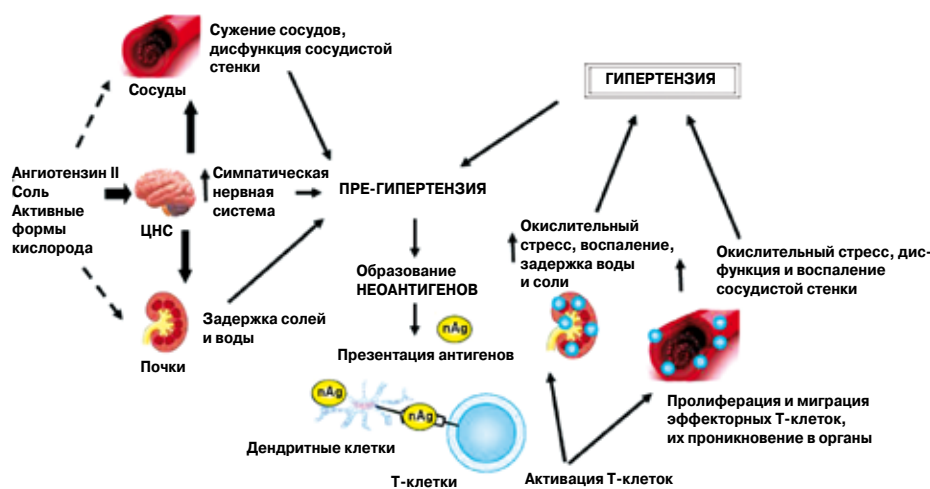 Сужение сосудов,
дисфункция сосудистой
стенки
Сосуды
ГИПЕРТЕНЗИЯ
Ангиотензин II
Соль
Активные
формы
кислорода
ЦНС
Симпатическая
нервная
система
ПРЕ-ГИПЕРТЕНЗИЯ
Окислительный
стресс, воспаление,
задержка воды
и соли
Окислительный стресс, дис-
функция и воспаление
сосудистой стенки
Образование
НЕОАНТИГЕНОВ
nAg
Презентация антигенов
Задержка солей
и воды
Почки
nAg
nAg
Дендритные клетки
Т-клетки
Активация Т-клеток
Пролиферация и миграция
эффекторных Т-клеток,
их проникновение в органы